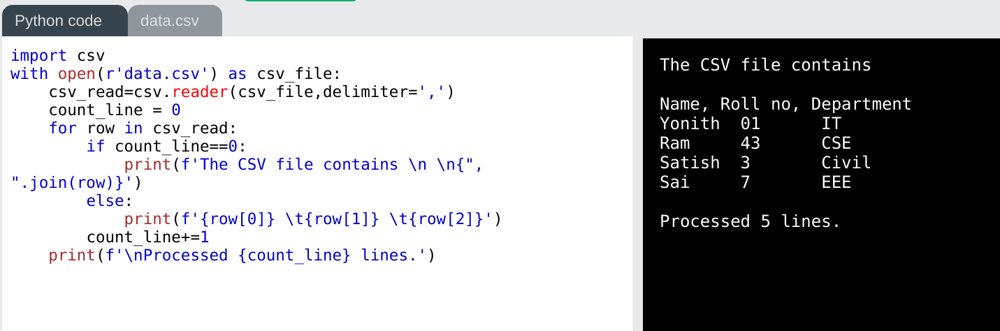 Python code
data.csv
import csv
with open(r'data.csv') as csv_file:
    csv_read=csv.reader(csv_file,delimiter=',')
    count_line = 0
    for row in csv_read:
        if count_line==0:
            print(f'The CSV file contains \n \n{",
".join(row)}')
        else:
            print(f'{row[0]} \t{row[1]} \t{row[2]}')
        count_line+=1
    print(f'\nProcessed {count_line} lines.')
The CSV file contains
Name, Roll no, Department
Yonith  01      IT
Ram     43      CSE
Satish  3       Civil
Sai     7       EEE
Processed 5 lines.